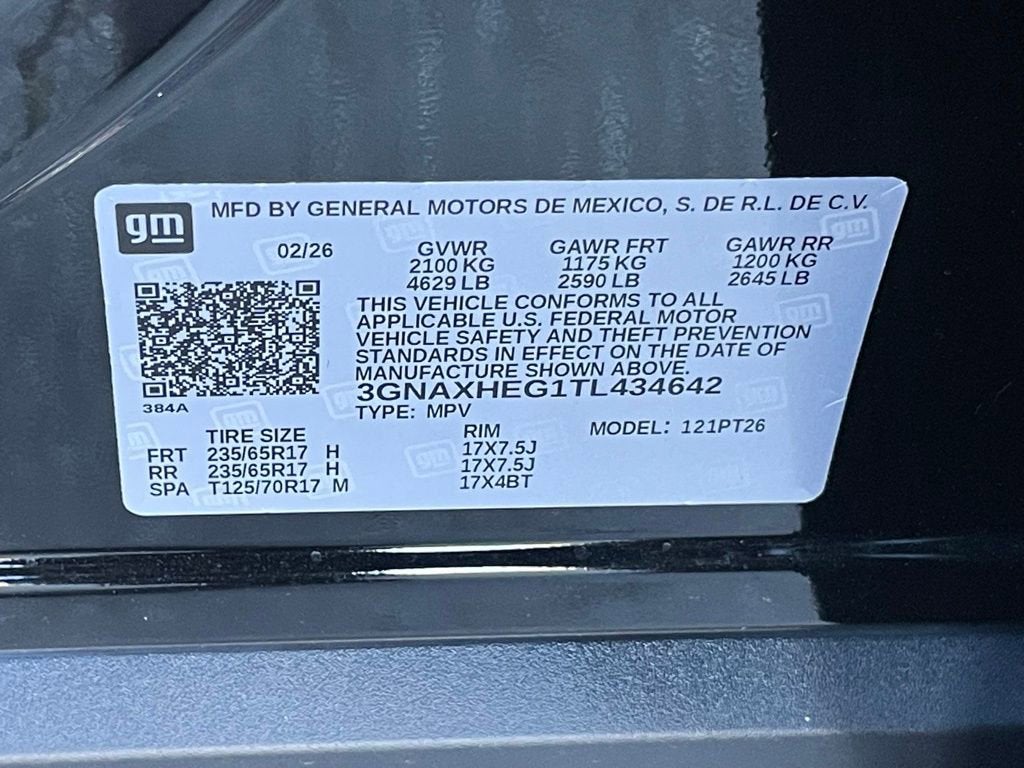 gm MFD BY GENERAL MOTORS DE MEXICO, S. DE R.L. DE C.V.
02/26 GVWR GAWR FRT GAWR RR
2100 KG 1175 KG 1200 KG
4629 LB 2590 LB 2645 LB
THIS VEHICLE CONFORMS TO ALL
APPLICABLE U.S. FEDERAL MOTOR
VEHICLE SAFETY AND THEFT PREVENTION
STANDARDS IN EFFECT ON THE DATE OF
MANUFACTURE SHOWN ABOVE.
3GNAXHEG1TL434642
384A TYPE: MPV
TIRE SIZE RIM MODEL: 121PT26
FRT 235/65R17 H 17X7.5J
RR 235/65R17 H 17X7.5J
SPA T125/70R17 M 17X4BT